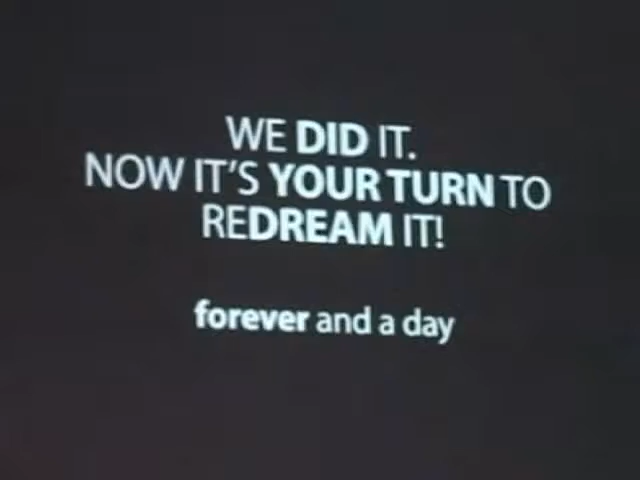 WE DID IT.
NOW IT'S YOUR TURN TO
REDREAM IT!
forever and a day